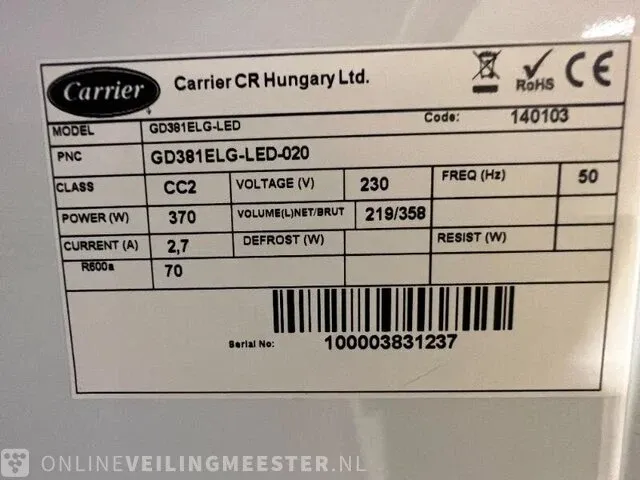 Carrier
Carrier CR Hungary Ltd.
RoHS
CE
MODEL GD381ELG-LED Code: 140103
PNC GD381ELG-LED-020
CLASS CC2 VOLTAGE (V) 230 FREQ (Hz) 50
POWER (W) 370 VOLUME(L)NET/BRUT 219/358
CURRENT (A) 2,7 DEFROST (W) RESIST (W)
R600a 70
Serial No: 100003831237
ONLINEVEILINGMEESTER.NL